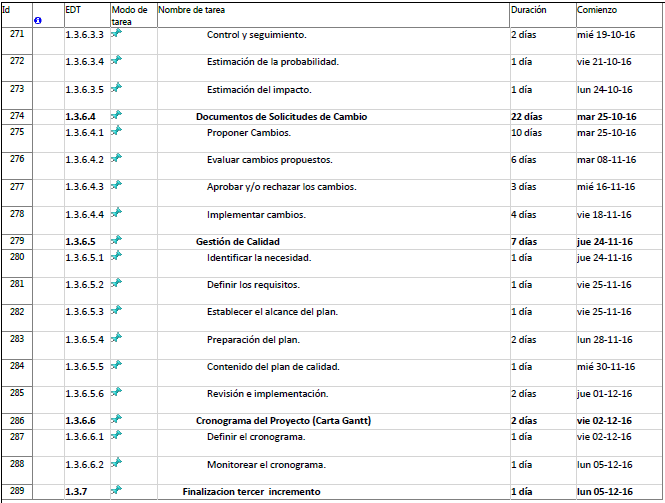 Id EDT Modo de tarea Nombre de tarea Duración Comienzo
271 1.3.6.3.3 Control y seguimiento. 2 días mié 19-10-16
272 1.3.6.3.4 Estimación de la probabilidad. 1 día vie 21-10-16
273 1.3.6.3.5 Estimación del impacto. 1 día lun 24-10-16
274 1.3.6.4 Documentos de Solicitudes de Cambio 22 días mar 25-10-16
275 1.3.6.4.1 Proponer Cambios. 10 días mar 25-10-16
276 1.3.6.4.2 Evaluar cambios propuestos. 6 días mar 08-11-16
277 1.3.6.4.3 Aprobar y/o rechazar los cambios. 3 días mié 16-11-16
278 1.3.6.4.4 Implementar cambios. 4 días vie 18-11-16
279 1.3.6.5 Gestión de Calidad 7 días jue 24-11-16
280 1.3.6.5.1 Identificar la necesidad. 1 día jue 24-11-16
281 1.3.6.5.2 Definir los requisitos. 1 día vie 25-11-16
282 1.3.6.5.3 Establecer el alcance del plan. 1 día vie 25-11-16
283 1.3.6.5.4 Preparación del plan. 2 días lun 28-11-16
284 1.3.6.5.5 Contenido del plan de calidad. 1 día mié 30-11-16
285 1.3.6.5.6 Revisión e implementación. 2 días jue 01-12-16
286 1.3.6.6 Cronograma del Proyecto (Carta Gantt) 2 días vie 02-12-16
287 1.3.6.6.1 Definir el cronograma. 1 día vie 02-12-16
288 1.3.6.6.2 Monitorear el cronograma. 1 día lun 05-12-16
289 1.3.7 Finalizacion tercer incremento 1 día lun 05-12-16